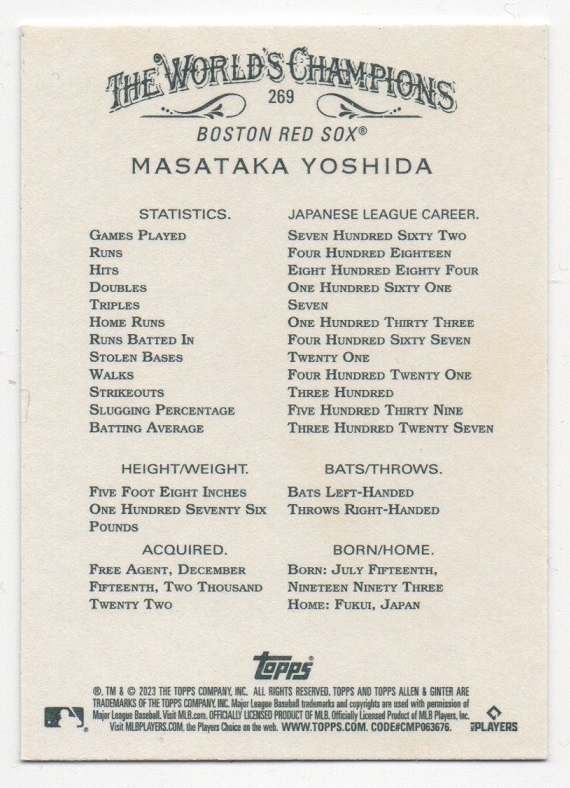 THE WORLD'S CHAMPIONS
269
BOSTON RED SOX®
MASATAKA YOSHIDA
STATISTICS. JAPANESE LEAGUE CAREER.
GAMES PLAYED SEVEN HUNDRED SIXTY TWO
RUNS FOUR HUNDRED EIGHTEEN
HITS EIGHT HUNDRED EIGHTY FOUR
DOUBLES ONE HUNDRED SIXTY ONE
TRIPLES SEVEN
HOME RUNS ONE HUNDRED THIRTY THREE
RUNS BATTED IN FOUR HUNDRED SIXTY SEVEN
STOLEN BASES TWENTY ONE
WALKS FOUR HUNDRED TWENTY ONE
STRIKEOUTS THREE HUNDRED
SLUGGING PERCENTAGE FIVE HUNDRED THIRTY NINE
BATTING AVERAGE THREE HUNDRED TWENTY SEVEN
HEIGHT/WEIGHT. BATS/THROWS.
FIVE FOOT EIGHT INCHES BATS LEFT-HANDED
ONE HUNDRED SEVENTY SIX THROWS RIGHT-HANDED
POUNDS
ACQUIRED. BORN/HOME.
FREE AGENT, DECEMBER BORN: JULY FIFTEENTH,
FIFTEENTH, TWO THOUSAND NINETEEN NINETY THREE
TWENTY TWO HOME: FUKUI, JAPAN
topps®
®, TM & © 2023 THE TOPPS COMPANY, INC. ALL RIGHTS RESERVED. TOPPS AND TOPPS ALLEN & GINTER ARE
TRADEMARKS OF THE TOPPS COMPANY, INC. Major League Baseball trademarks and copyrights are used with permission of
Major League Baseball. Visit MLB.com. OFFICIALLY LICENSED PRODUCT OF MLB. Officially Licensed Product of MLB Players, Inc.
Visit MLBPLAYERS.COM, the Players Choice on the web. WWW.TOPPS.COM. CODE#CMP063676.
MLB PLAYERS